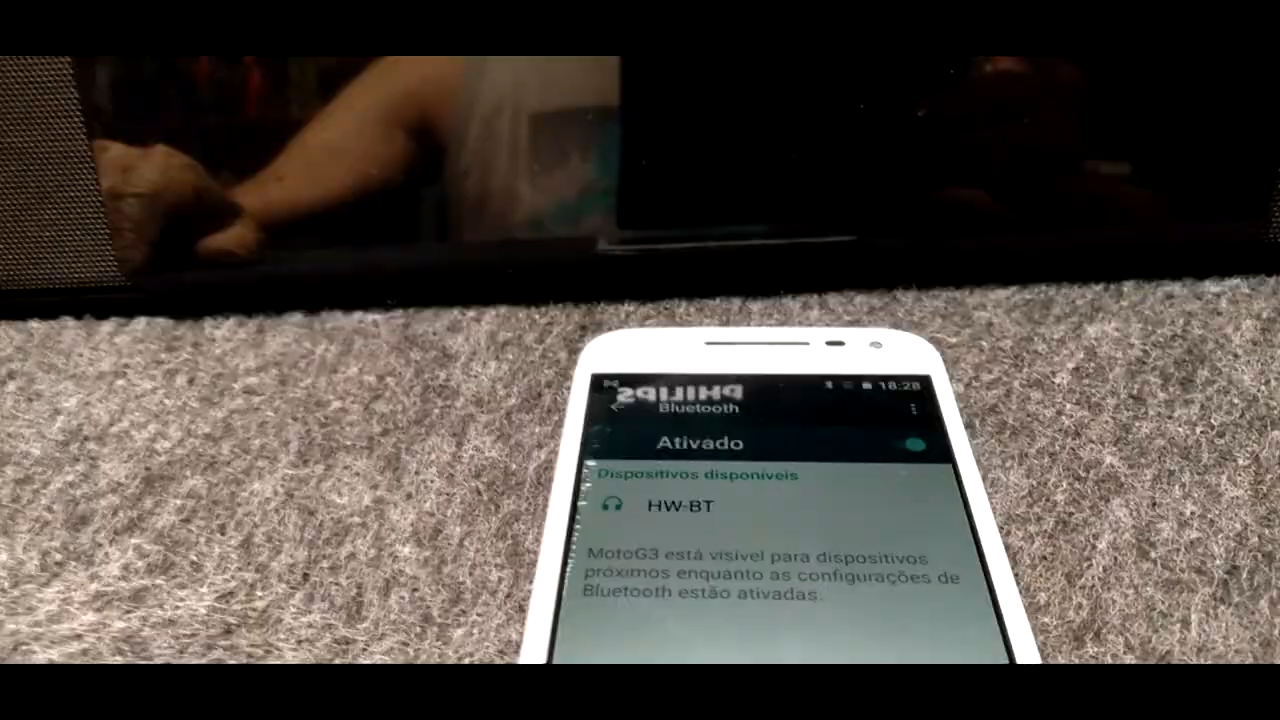 PHILIPS
18:28
Bluetooth
Ativado
Dispositivos disponíveis
HW-BT
MotoG3 está visível para dispositivos
próximos enquanto as configurações de
Bluetooth estão ativadas.